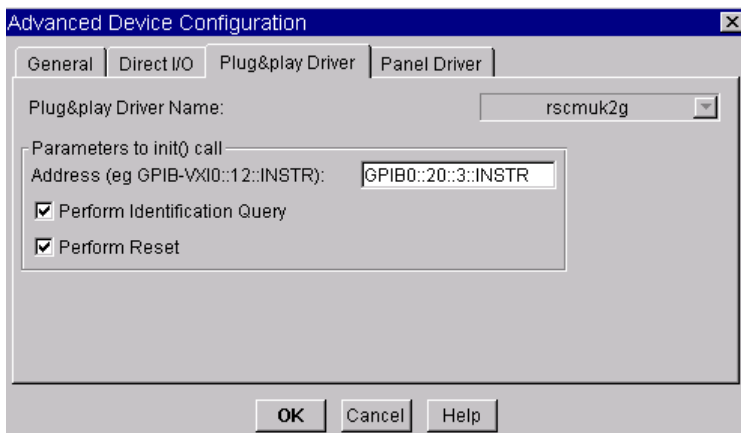 Advanced Device Configuration
General Direct I/O Plug&play Driver Panel Driver
Plug&play Driver Name: rscmuk2g
Parameters to init() call
Address (eg GPIB-VXI0::12::INSTR): GPIB0::20::3::INSTR
Perform Identification Query
Perform Reset
OK Cancel Help